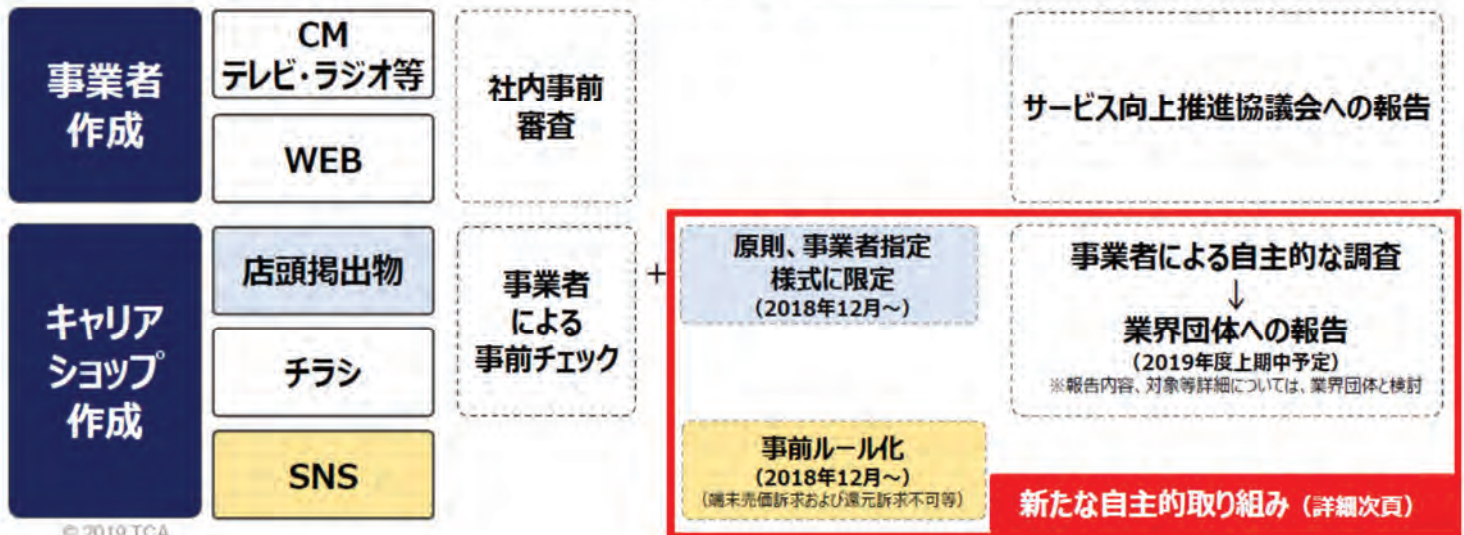 事業者
作成
CM
テレビ・ラジオ等
WEB
社内事前
審査
サービス向上推進協議会への報告
キャリア
ショップ
作成
店頭掲出物
チラシ
SNS
事業者
による
事前チェック
+
原則、事業者指定
様式に限定
(2018年12月～)
事前ルール化
(2018年12月～)
(端末売価訴求および還元訴求不可等)
事業者による自主的な調査
↓
業界団体への報告
(2019年度上期中予定)
※報告内容、対象等詳細については、業界団体と検討
新たな自主的取り組み (詳細次頁)
© 2019 TCA